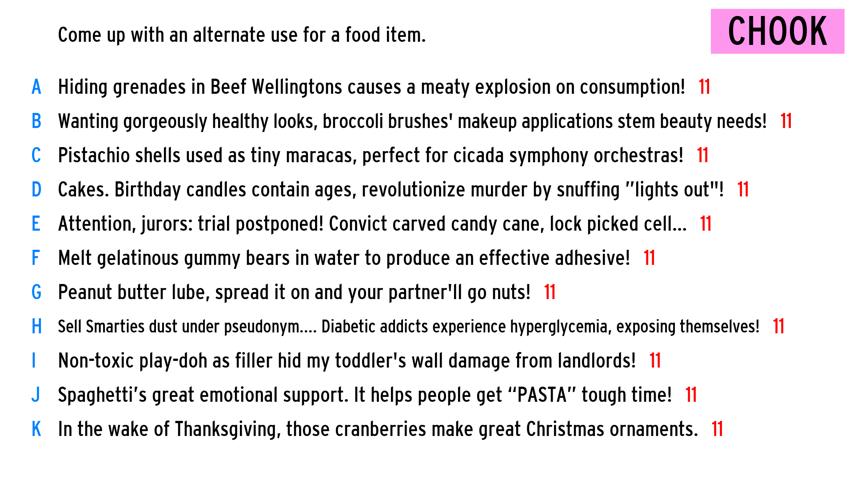 Come up with an alternate use for a food item.
CHOOK
A Hiding grenades in Beef Wellingtons causes a meaty explosion on consumption! 11
B Wanting gorgeously healthy looks, broccoli brushes' makeup applications stem beauty needs! 11
C Pistachio shells used as tiny maracas, perfect for cicada symphony orchestras! 11
D Cakes. Birthday candles contain ages, revolutionize murder by snuffing "lights out"! 11
E Attention, jurors: trial postponed! Convict carved candy cane, lock picked cell... 11
F Melt gelatinous gummy bears in water to produce an effective adhesive! 11
G Peanut butter lube, spread it on and your partner'll go nuts! 11
H Sell Smarties dust under pseudonym.... Diabetic addicts experience hyperglycemia, exposing themselves! 11
I Non-toxic play-doh as filler hid my toddler's wall damage from landlords! 11
J Spaghetti’s great emotional support. It helps people get “PASTA” tough time! 11
K In the wake of Thanksgiving, those cranberries make great Christmas ornaments. 11